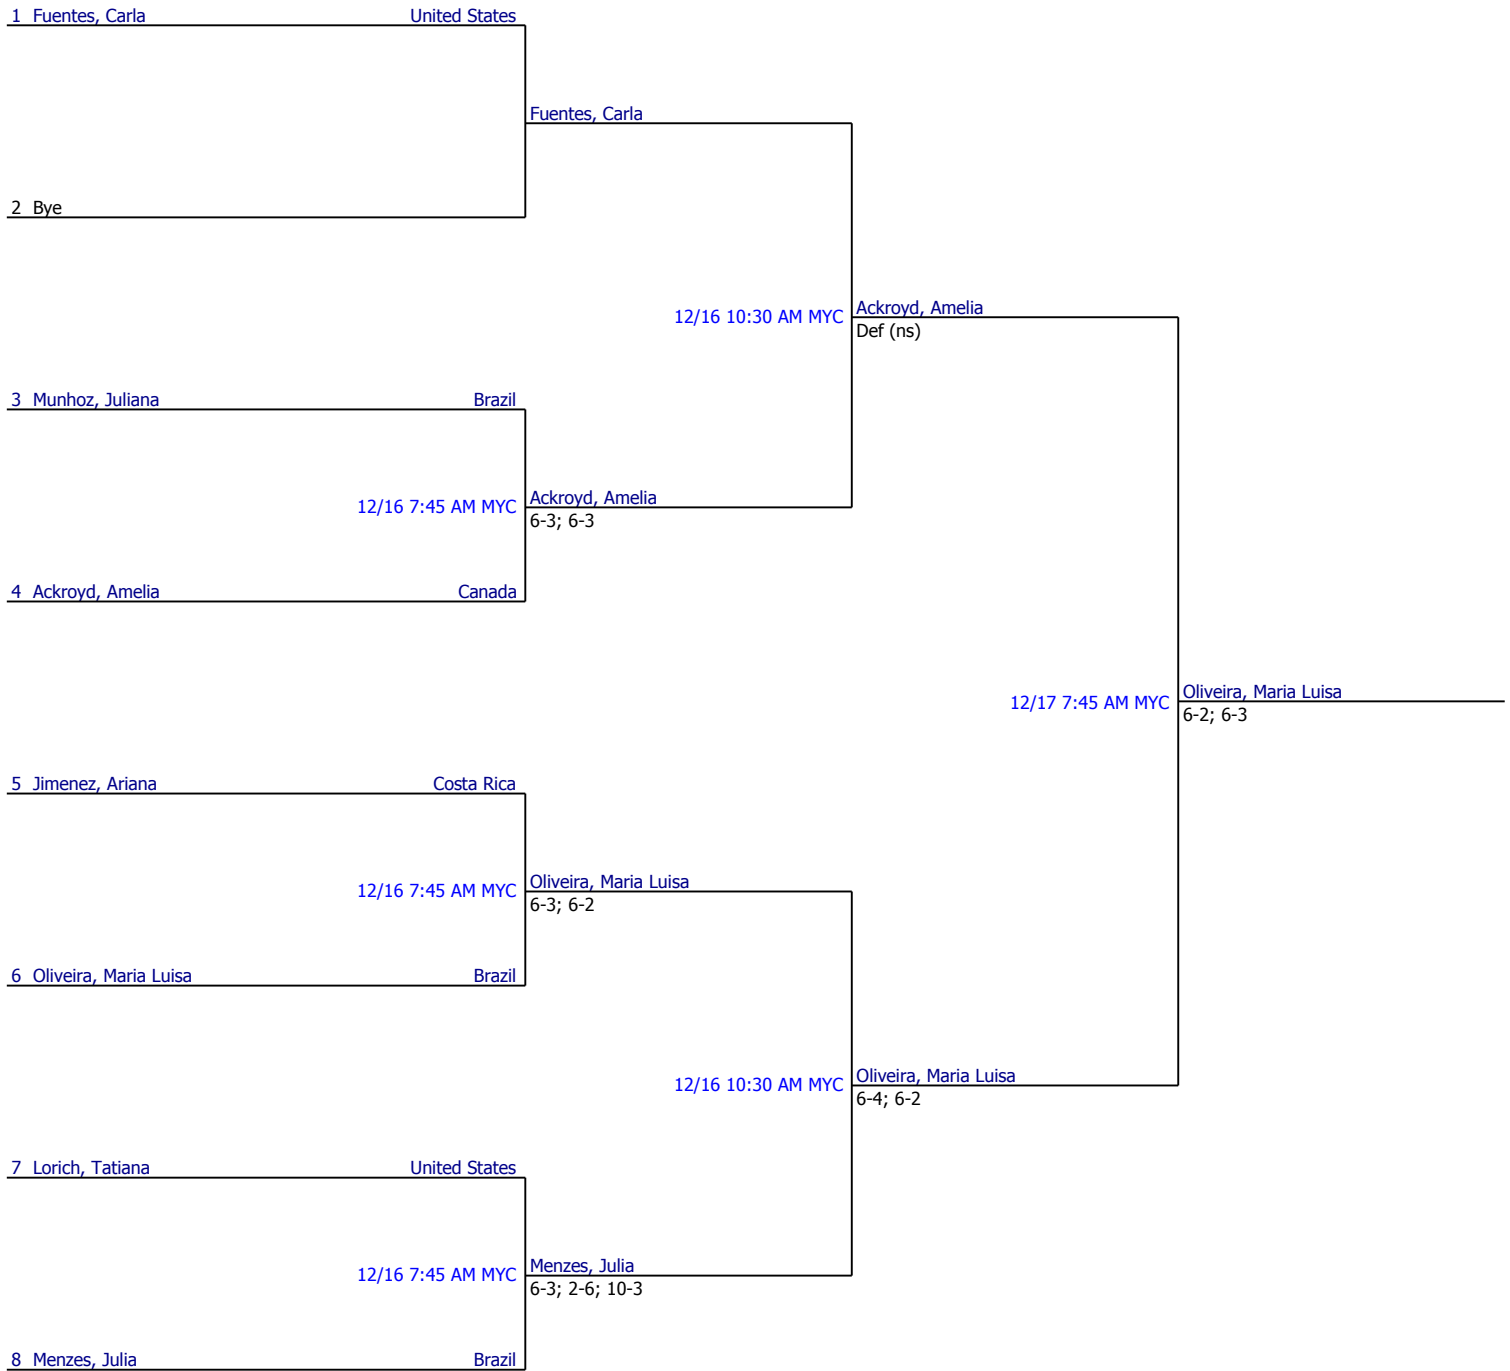 1 Fuentes, Carla United States
Fuentes, Carla
2 Bye
12/16 10:30 AM MYC Ackroyd, Amelia
Def (ns)
3 Munhoz, Juliana Brazil
12/16 7:45 AM MYC Ackroyd, Amelia
6-3; 6-3
4 Ackroyd, Amelia Canada
12/17 7:45 AM MYC Oliveira, Maria Luisa
6-2; 6-3
5 Jimenez, Ariana Costa Rica
12/16 7:45 AM MYC Oliveira, Maria Luisa
6-3; 6-2
6 Oliveira, Maria Luisa Brazil
12/16 10:30 AM MYC Oliveira, Maria Luisa
6-4; 6-2
7 Lorich, Tatiana United States
12/16 7:45 AM MYC Menzes, Julia
6-3; 2-6; 10-3
8 Menzes, Julia Brazil